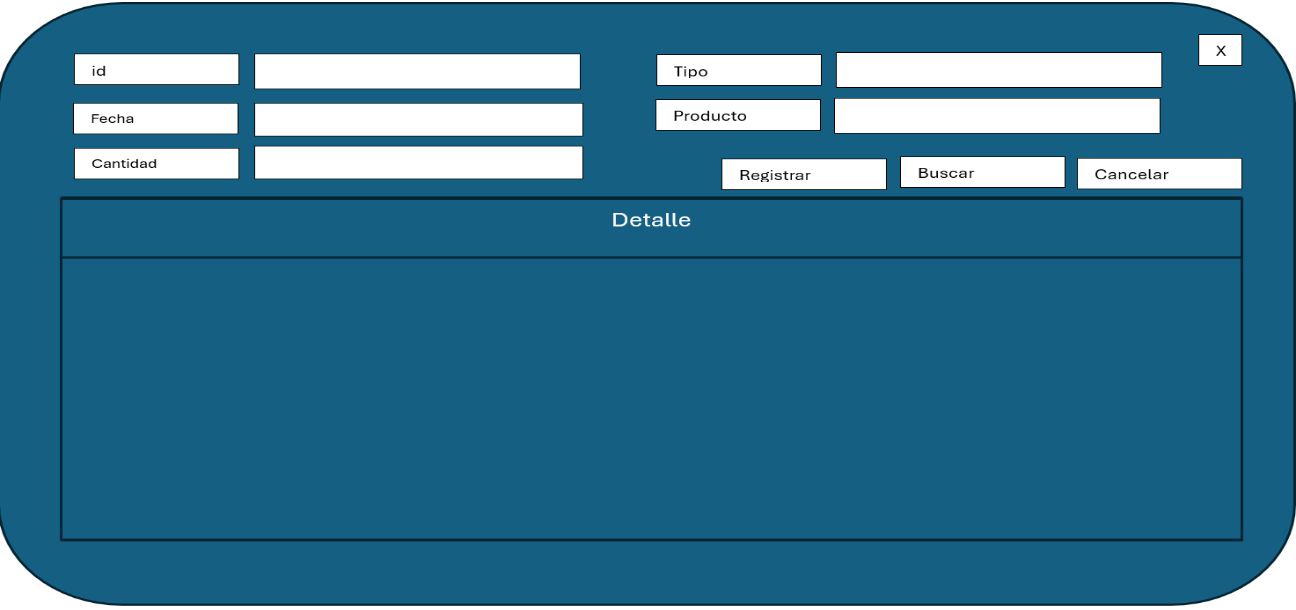 id
Tipo
X
Fecha
Producto
Cantidad
Registrar
Buscar
Cancelar
Detalle